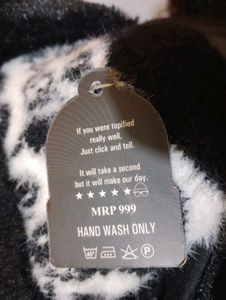 If you were topified
really well,
Just click and tell.
It will take a second
but it will make our day.
MRP 999
HAND WASH ONLY
P